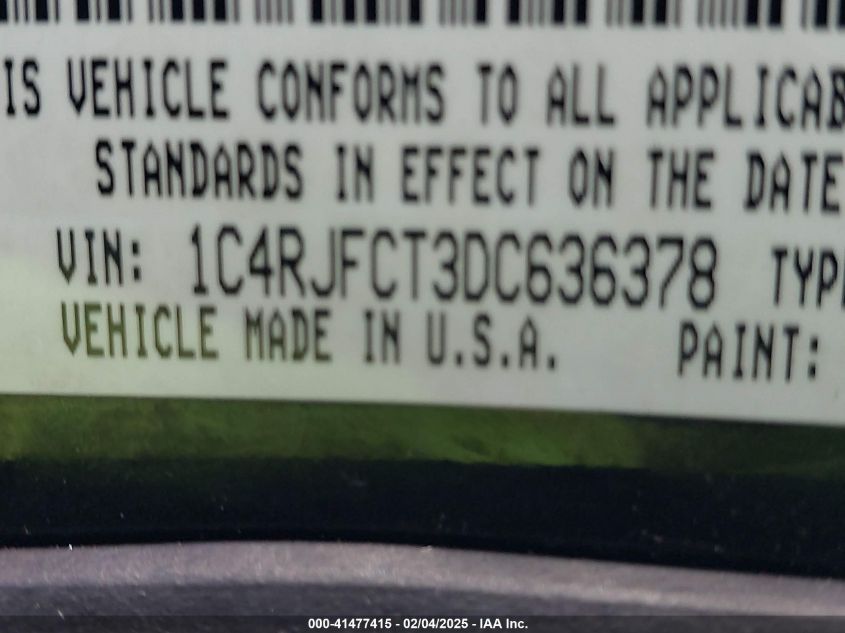 IS VEHICLE CONFORMS TO ALL APPLICAB
STANDARDS IN EFFECT ON THE DATE
VIN: 1C4RJFCT3DC636378 TYP
VEHICLE MADE IN U.S.A. PAINT:
000-41477415 - 02/04/2025 - IAA Inc.